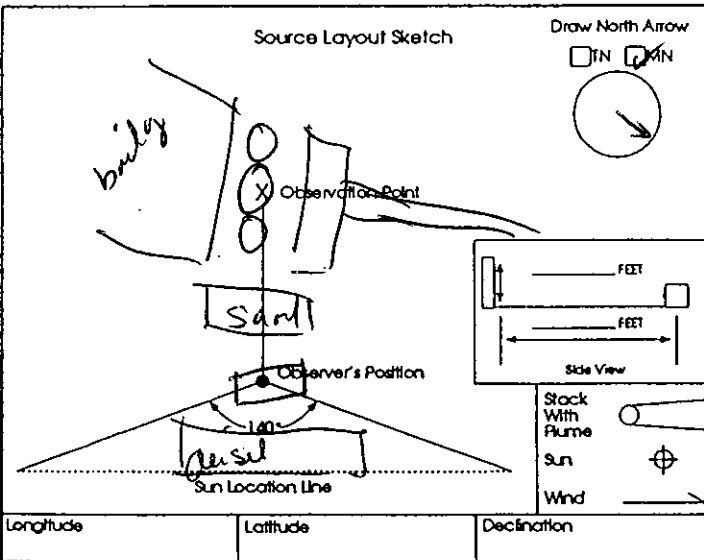 Source Layout Sketch
Draw North Arrow
TN MN
X Observation Point
FEET
FEET
Side View
Sand
Observer's Position
140°
Sun Location Line
Stack
With
Plume
Sun
Wind
Longitude
Latitude
Declination